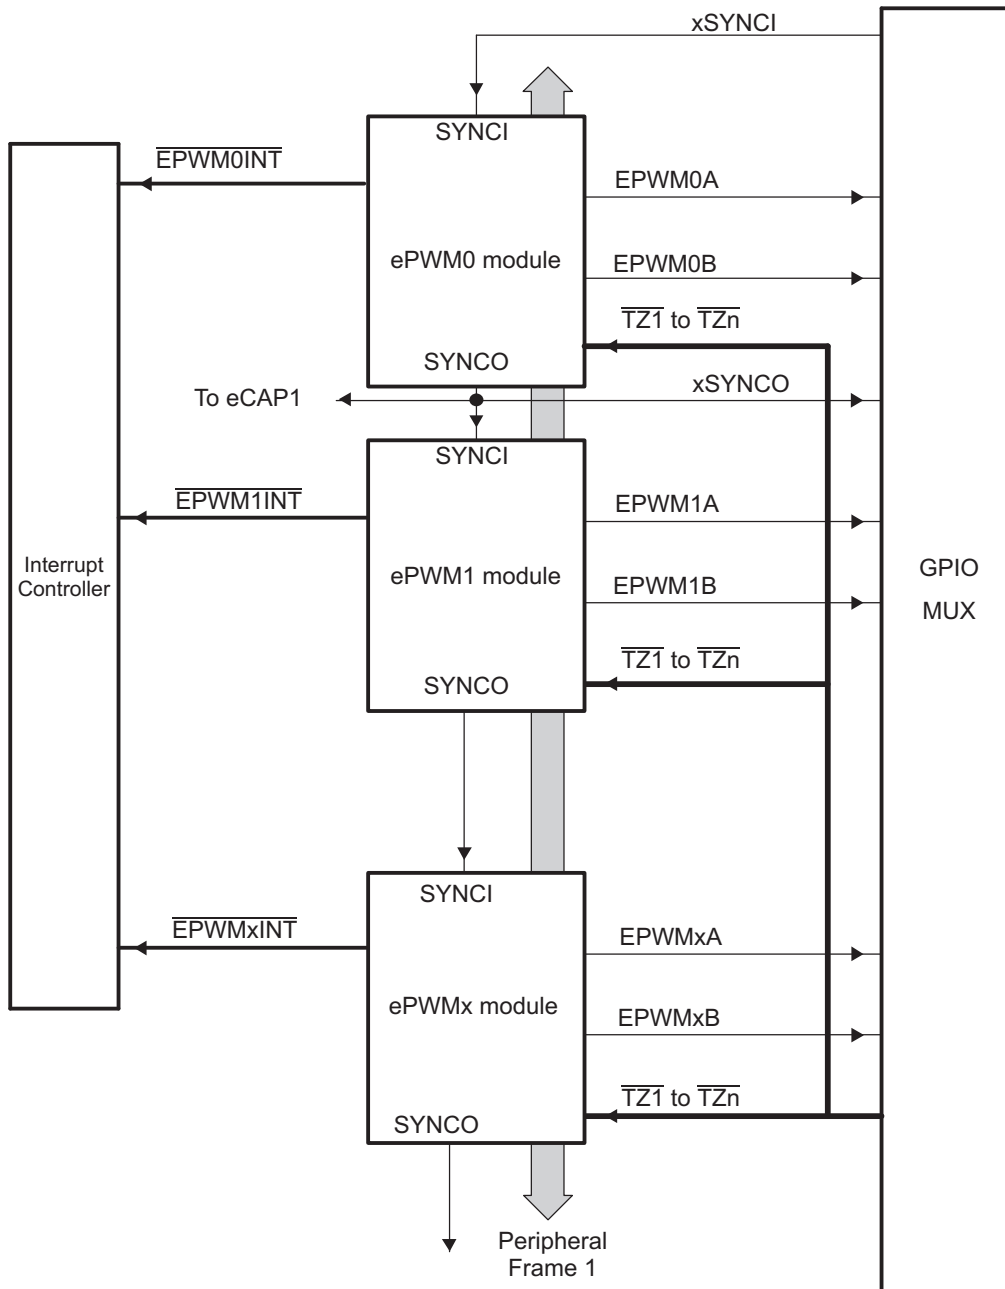 xSYNCI
SYNCI
EPWM0INT
EPWM0A
ePWM0 module
EPWM0B
TZ1 to TZn
SYNCO
To eCAP1
xSYNCO
SYNCI
EPWM1INT
EPWM1A
Interrupt
Controller
ePWM1 module
EPWM1B
GPIO
MUX
TZ1 to TZn
SYNCO
SYNCI
EPWMxINT
EPWMxA
ePWMx module
EPWMxB
TZ1 to TZn
SYNCO
Peripheral
Frame 1